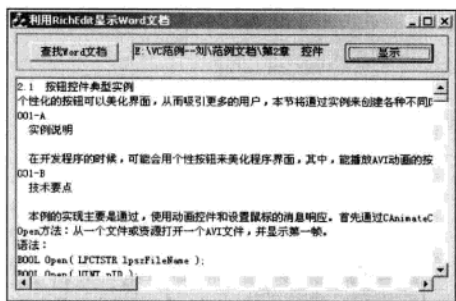 利用RichEdit显示Word文档
查找Word文档 E:\VC范例--刘\范例文档\第2章 控件 显示
2.1 按钮控件典型实例
个性化的按钮可以美化界面，从而吸引更多的用户，本节将通过实例来创建各种不同
001-A
实例说明
在开发程序的时候，可能会用个性按钮来美化程序界面，其中，能播放AVI动画的按
001-B
技术要点
本例的实现主要是通过，使用动画控件和设置鼠标的消息响应。首先通过CAnimateC
Open方法：从一个文件或资源打开一个AVI文件，并显示第一帧。
语法：
BOOL Open( LPCTSTR lpszFileName );
BOOL Open( UINT nID );